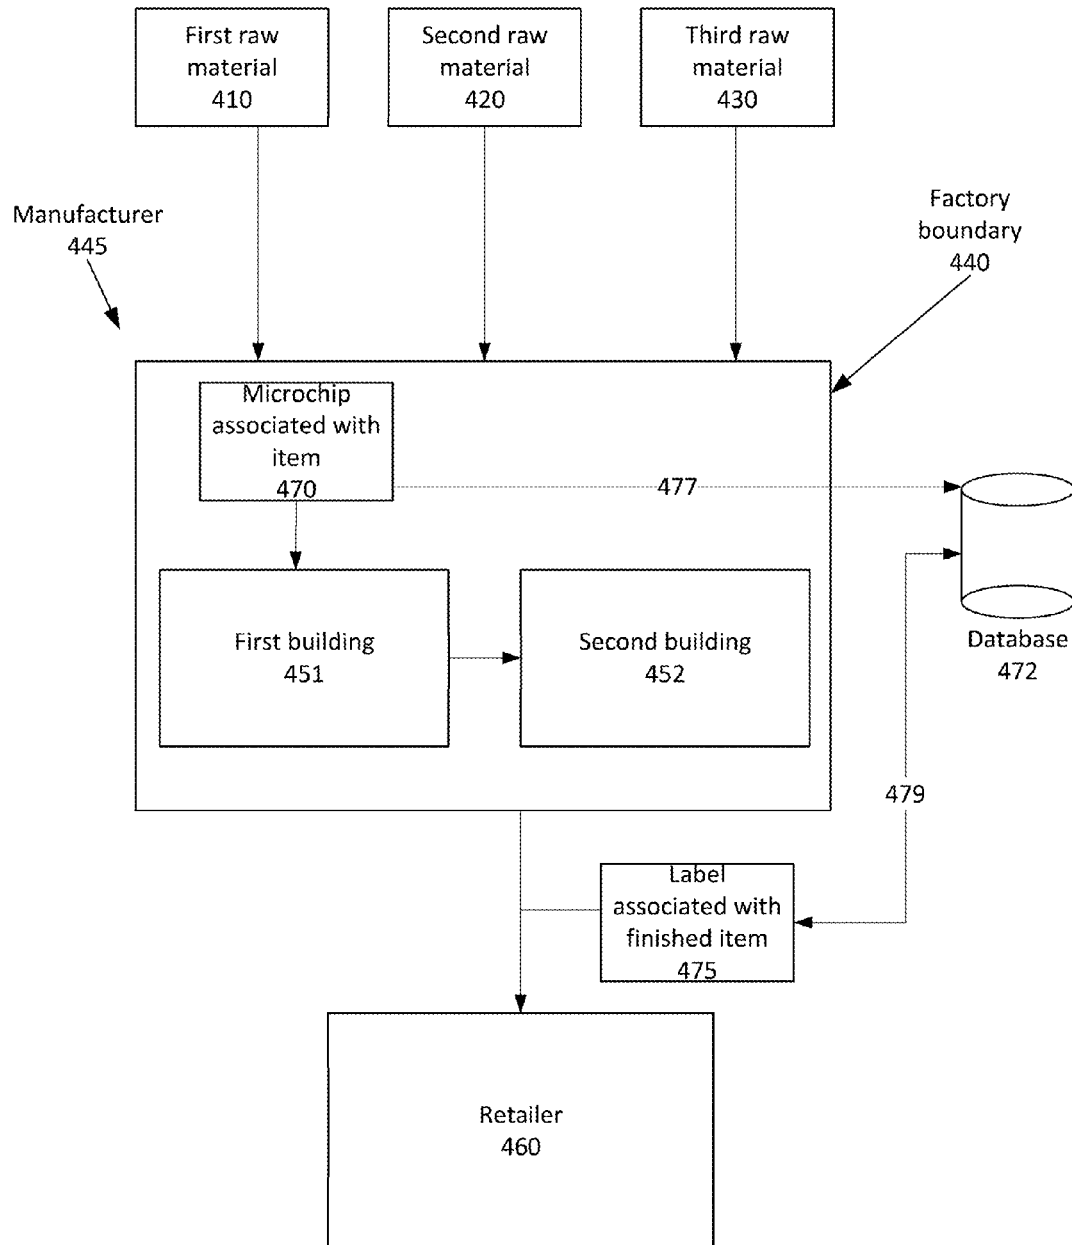 First raw
material
410
Second raw
material
420
Third raw
material
430
Manufacturer
445
Factory
boundary
440
Microchip
associated with
item
470
477
First building
451
Second building
452
Database
472
479
Label
associated with
finished item
475
Retailer
460